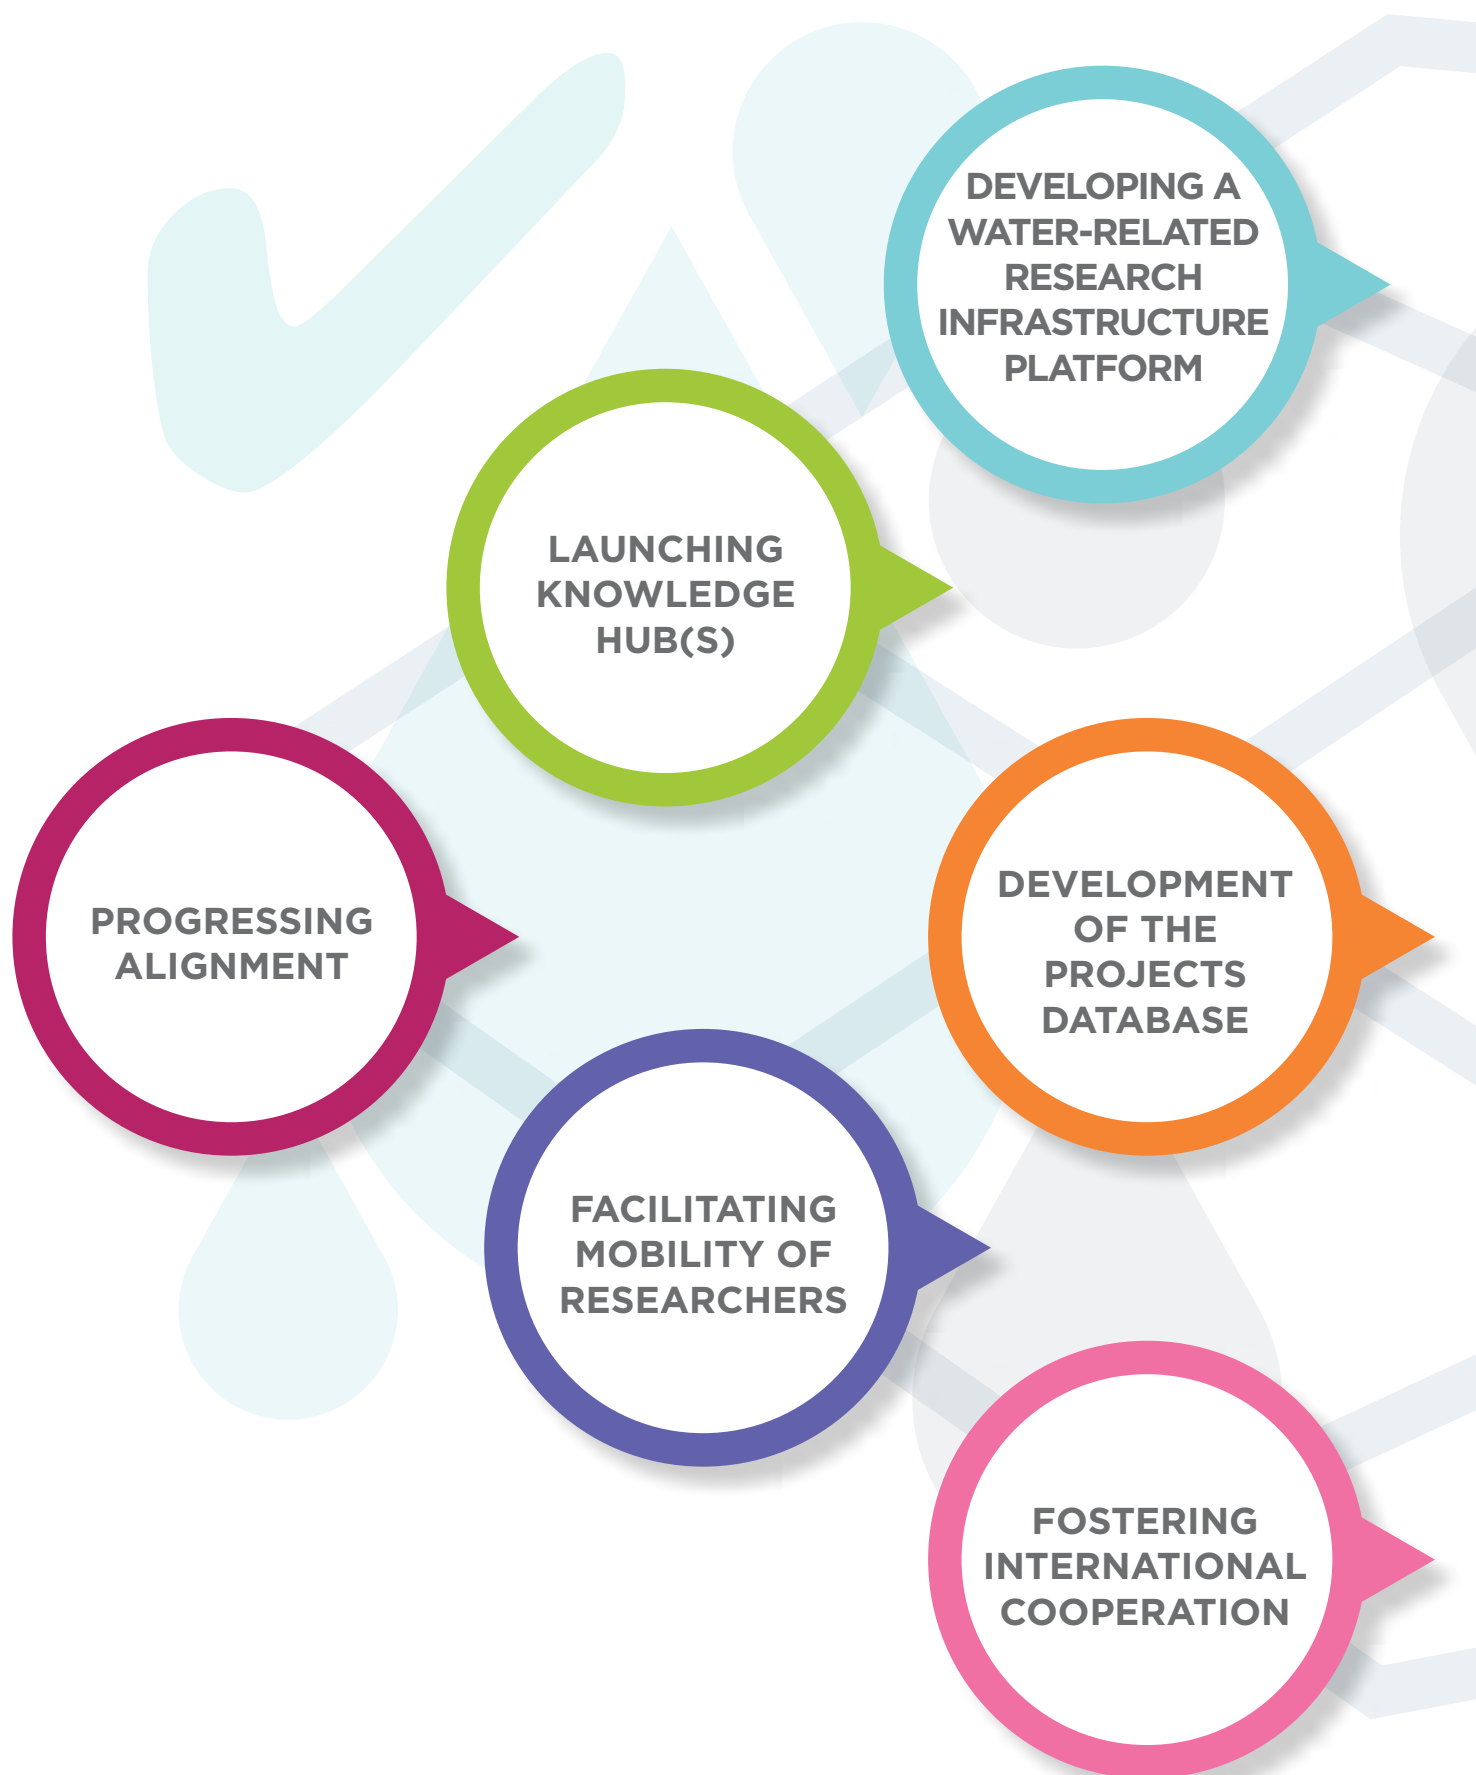 DEVELOPING A
WATER-RELATED
RESEARCH
INFRASTRUCTURE
PLATFORM
LAUNCHING
KNOWLEDGE
HUB(S)
PROGRESSING
ALIGNMENT
DEVELOPMENT
OF THE
PROJECTS
DATABASE
FACILITATING
MOBILITY OF
RESEARCHERS
FOSTERING
INTERNATIONAL
COOPERATION